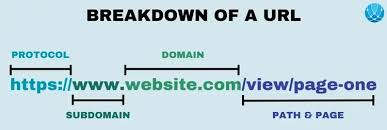 BREAKDOWN OF A URL
PROTOCOL DOMAIN
https://www.website.com/view/page-one
SUBDOMAIN PATH & PAGE